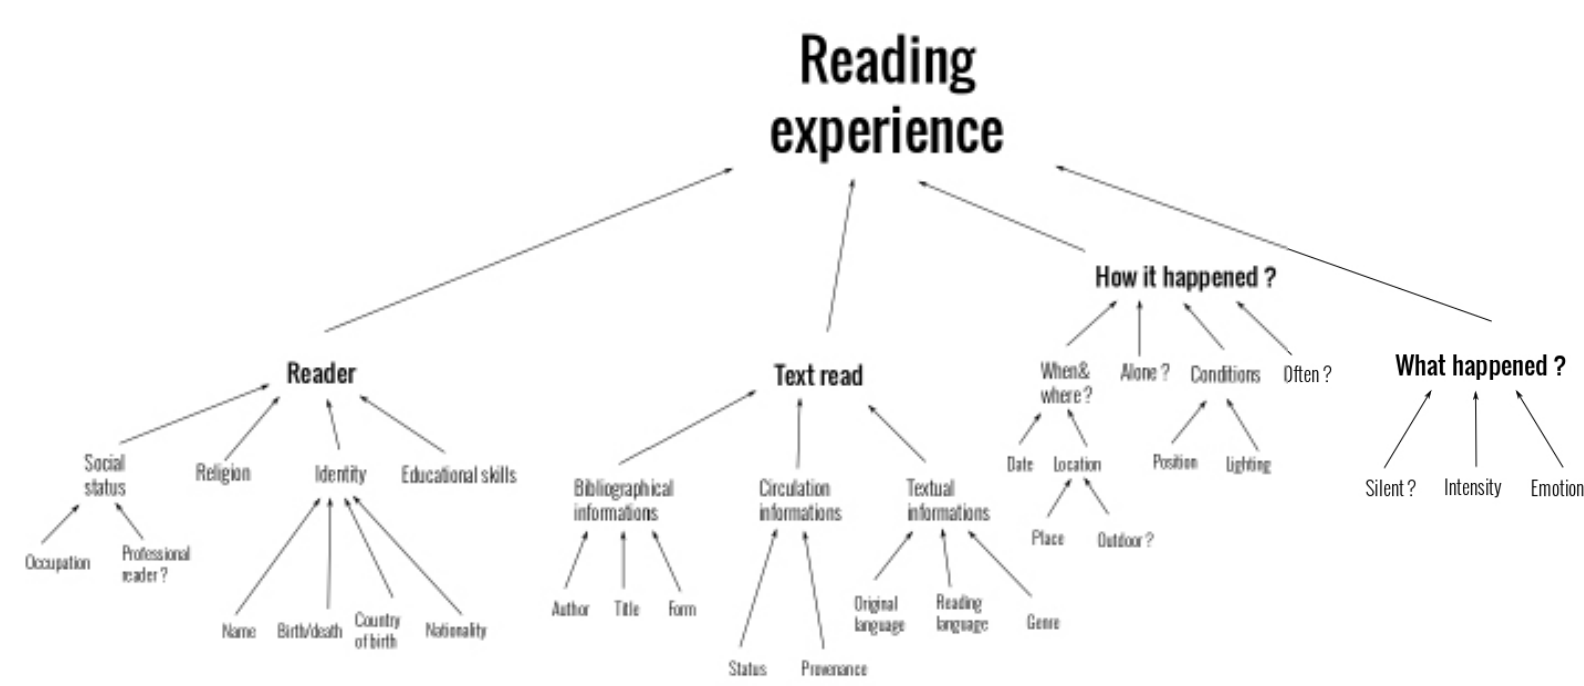 Reading
experience
How it happened ?
What happened ?
Reader
Text read
When&
where ?
Alone ?
Conditions
Often ?
Social
status
Religion
Identity
Educational skills
Bibliographical
informations
Circulation
informations
Textual
informations
Date
Location
Position
Lighting
Silent ?
Intensity
Emotion
Place
Outdoor ?
Occupation
Professional
reader ?
Name
Birth/death
Country
of birth
Nationality
Author
Title
Form
Original
language
Reading
language
Genre
Status
Provenance